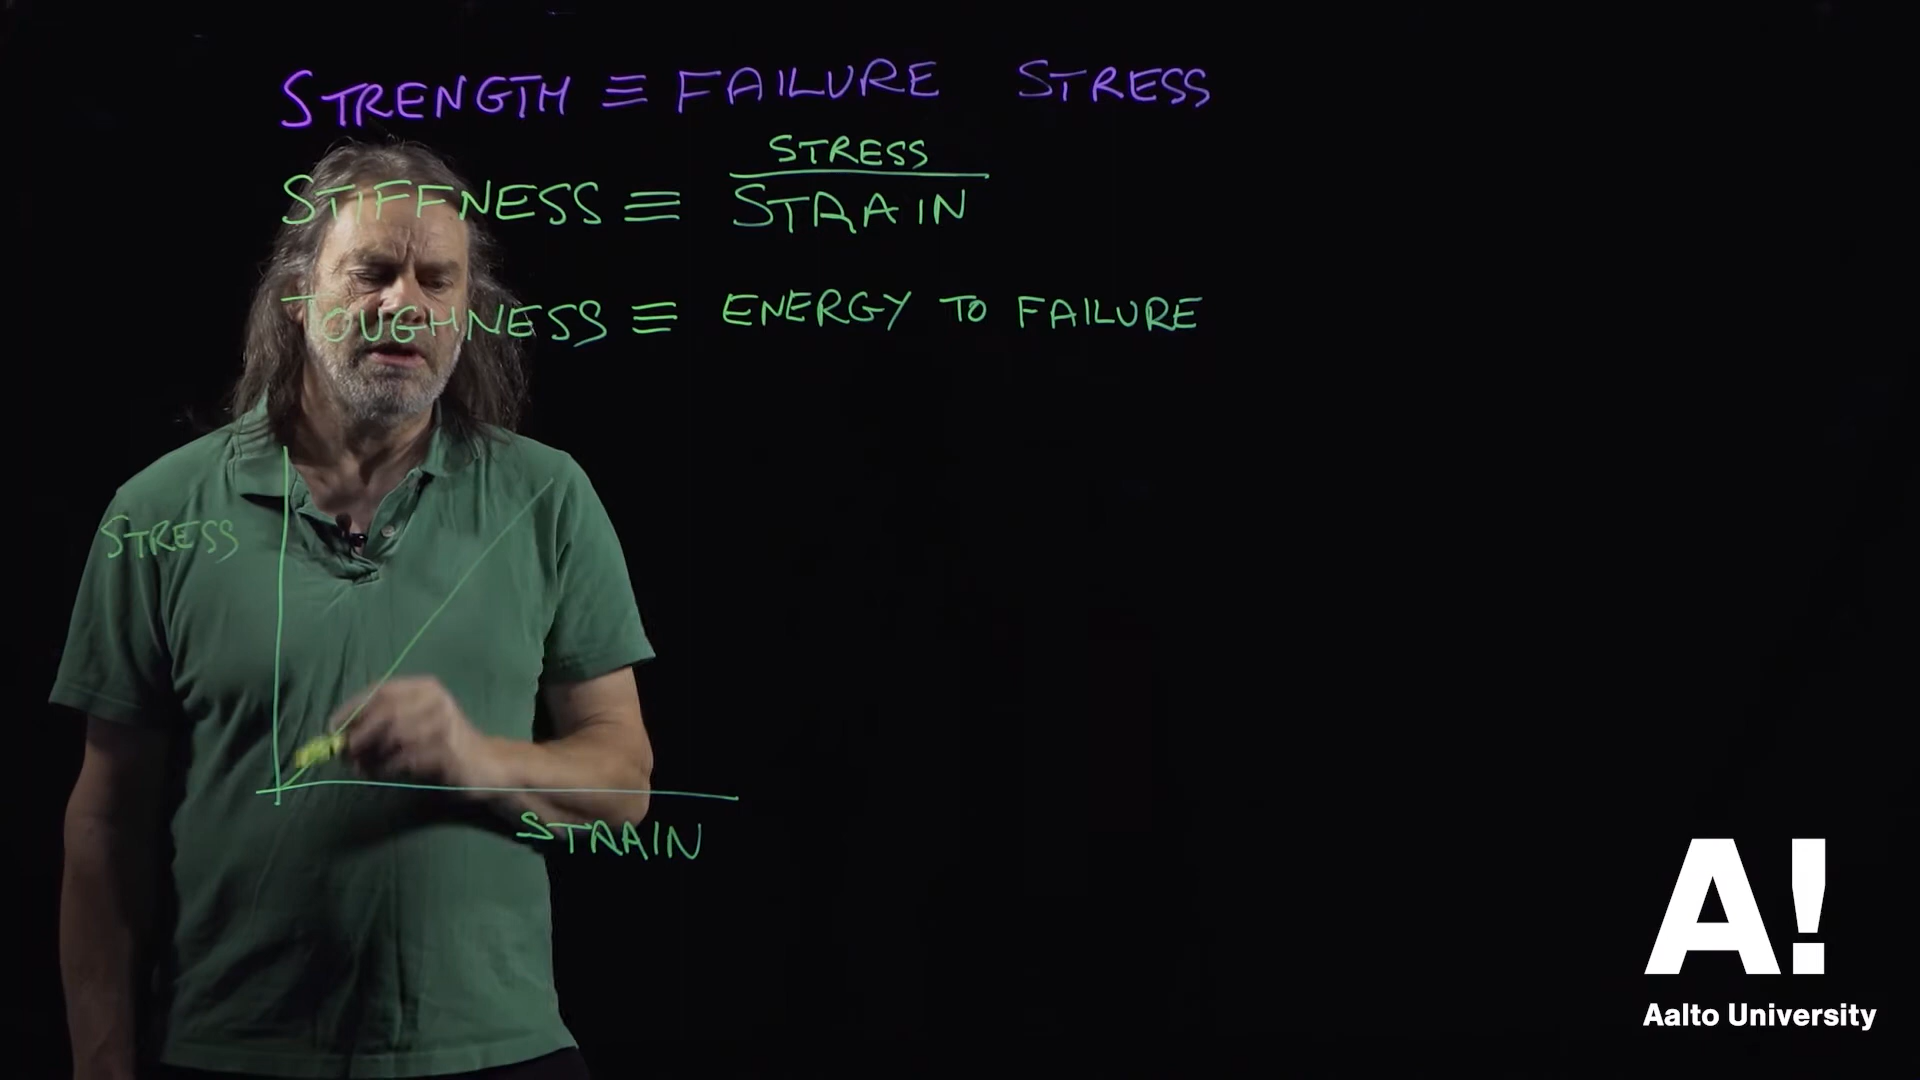 STRENGTH ≡ FAILURE STRESS
STIFFNESS ≡ STRESS
STRAIN
TOUGHNESS ≡ ENERGY TO FAILURE
STRESS
STRAIN
A!
Aalto University